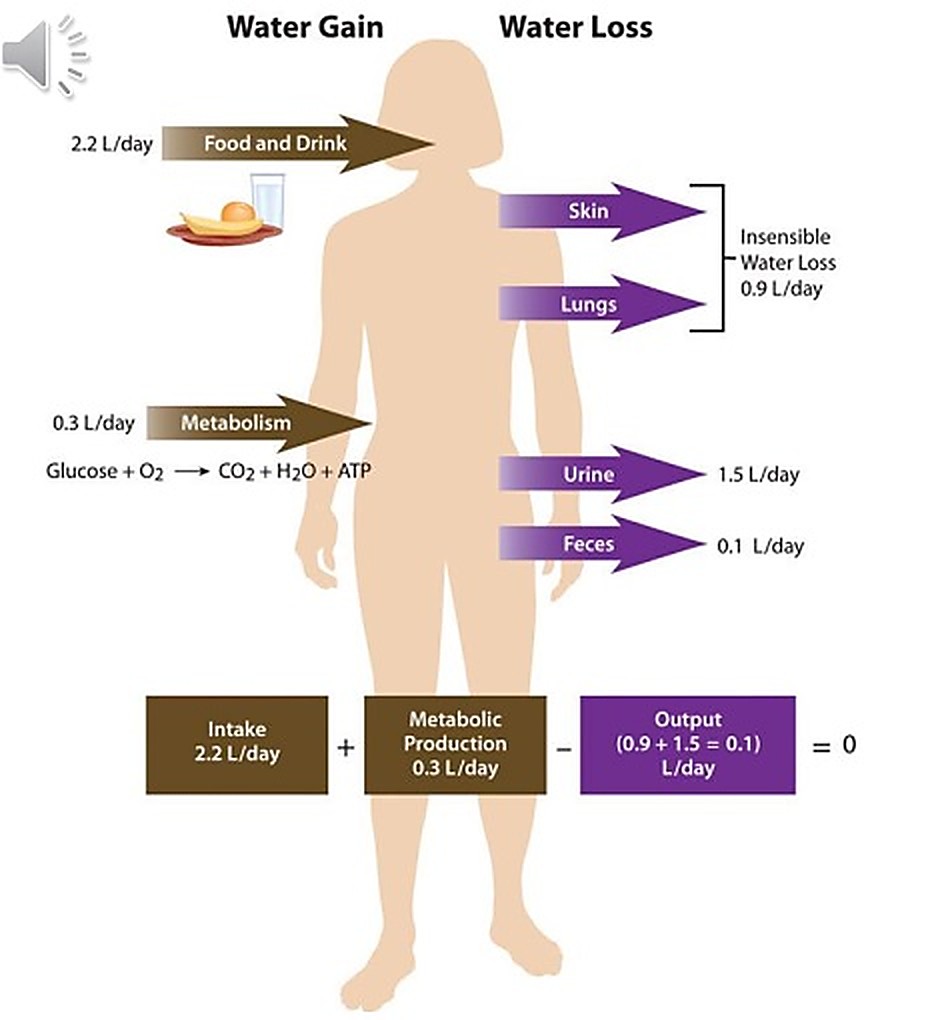 Water Gain
Water Loss
2.2 L/day
Food and Drink
Skin
Insensible
Water Loss
0.9 L/day
Lungs
0.3 L/day
Metabolism
Glucose + O₂ ⟶ CO₂ + H₂O + ATP
Urine
1.5 L/day
Feces
0.1 L/day
Intake
2.2 L/day
+
Metabolic
Production
0.3 L/day
–
Output
(0.9 + 1.5 = 0.1)
L/day
= 0